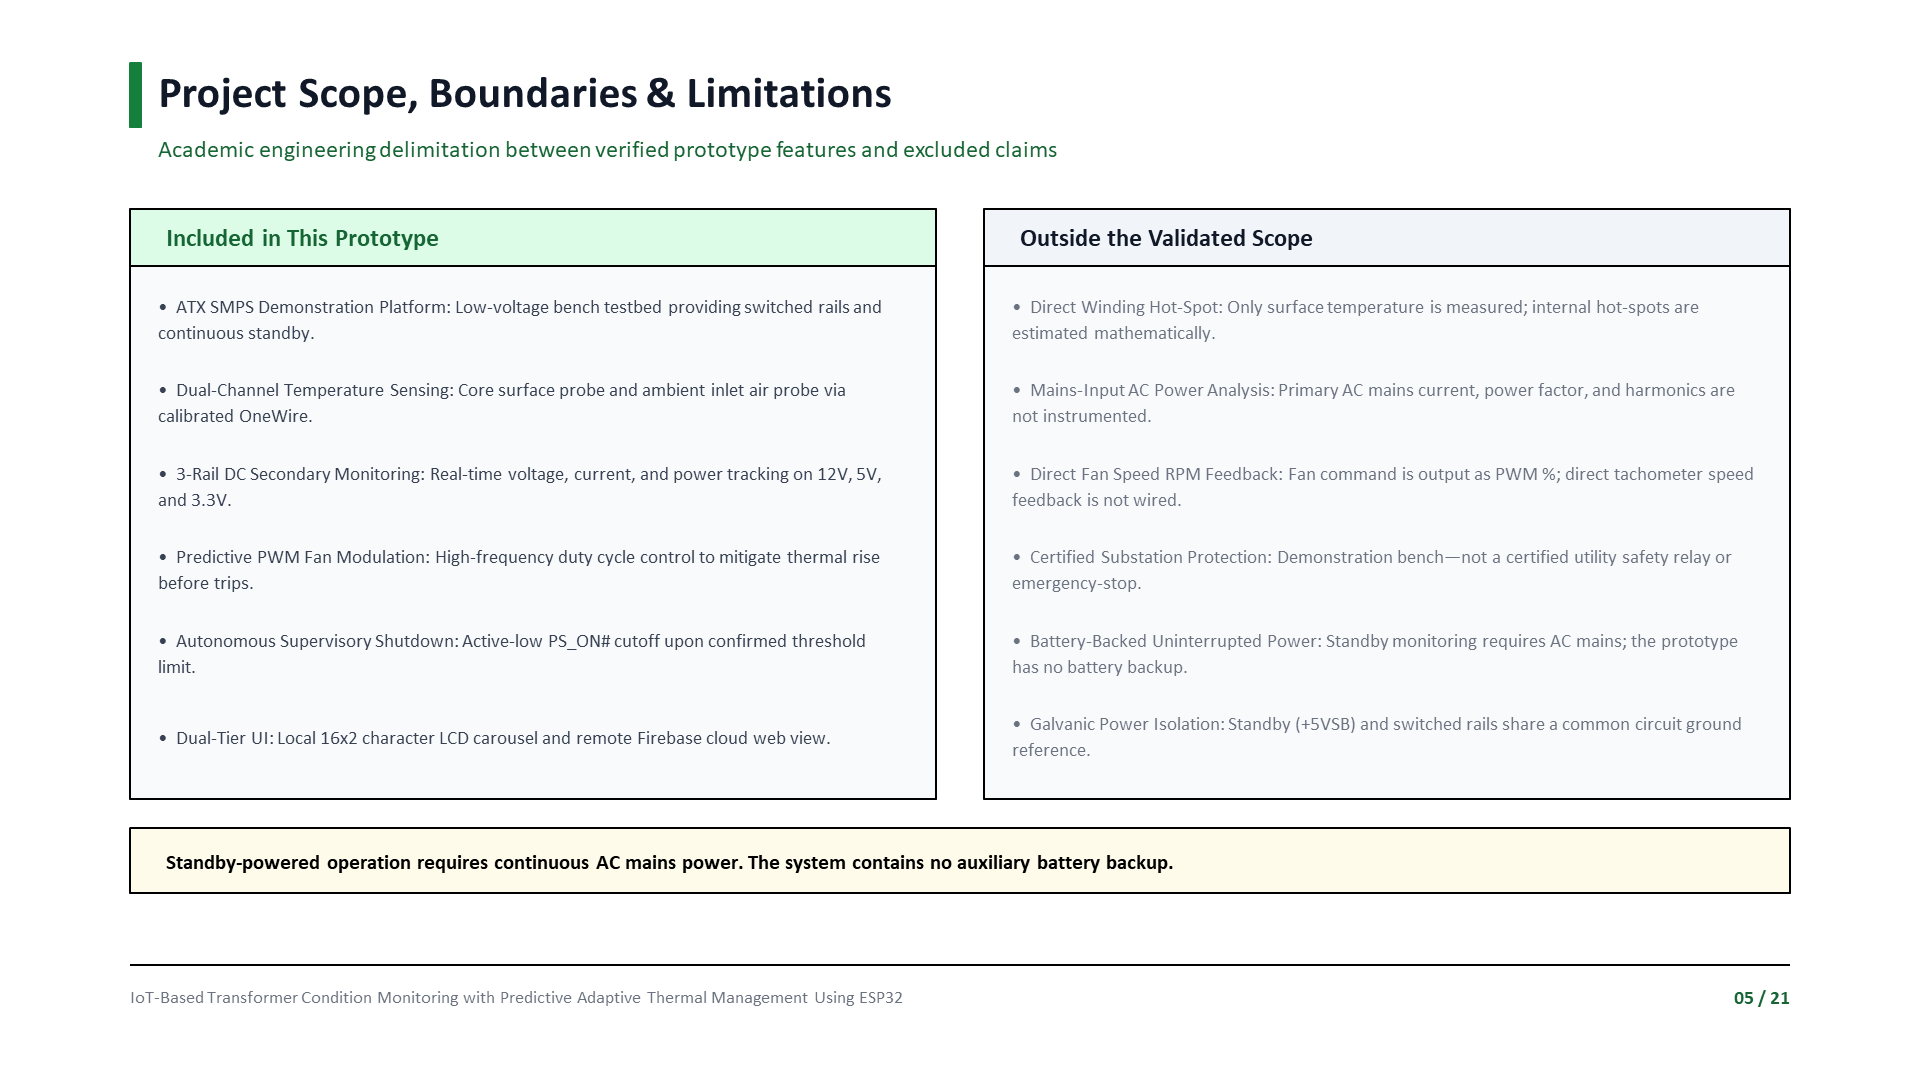 Project Scope, Boundaries & Limitations
Academic engineering delimitation between verified prototype features and excluded claims
Included in This Prototype
• ATX SMPS Demonstration Platform: Low-voltage bench testbed providing switched rails and
continuous standby.
• Dual-Channel Temperature Sensing: Core surface probe and ambient inlet air probe via
calibrated OneWire.
• 3-Rail DC Secondary Monitoring: Real-time voltage, current, and power tracking on 12V, 5V,
and 3.3V.
• Predictive PWM Fan Modulation: High-frequency duty cycle control to mitigate thermal rise
before trips.
• Autonomous Supervisory Shutdown: Active-low PS_ON# cutoff upon confirmed threshold
limit.
• Dual-Tier UI: Local 16x2 character LCD carousel and remote Firebase cloud web view.
Outside the Validated Scope
• Direct Winding Hot-Spot: Only surface temperature is measured; internal hot-spots are
estimated mathematically.
• Mains-Input AC Power Analysis: Primary AC mains current, power factor, and harmonics are
not instrumented.
• Direct Fan Speed RPM Feedback: Fan command is output as PWM %; direct tachometer speed
feedback is not wired.
• Certified Substation Protection: Demonstration bench—not a certified utility safety relay or
emergency-stop.
• Battery-Backed Uninterrupted Power: Standby monitoring requires AC mains; the prototype
has no battery backup.
• Galvanic Power Isolation: Standby (+5VSB) and switched rails share a common circuit ground
reference.
Standby-powered operation requires continuous AC mains power. The system contains no auxiliary battery backup.
IoT-Based Transformer Condition Monitoring with Predictive Adaptive Thermal Management Using ESP32
05 / 21